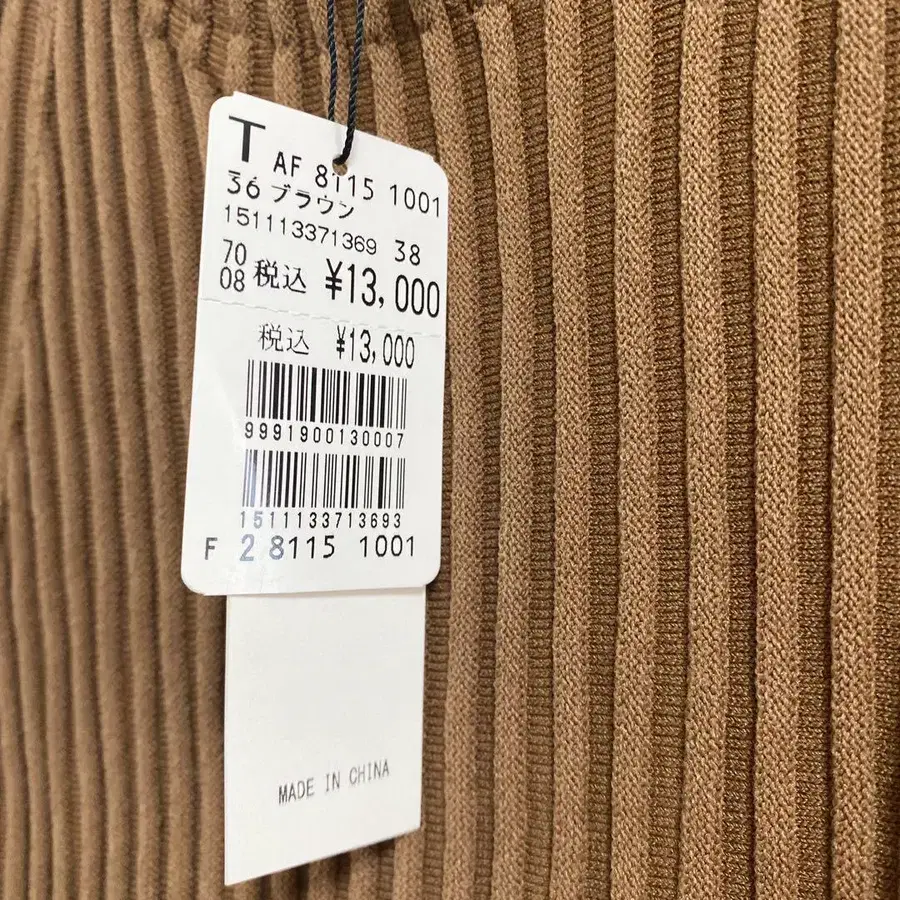 T AF 8115 1001
36 ブラウン
151113371369 38
70
08 税込 ¥13,000
税込 ¥13,000
9991900130007
1511133713693
F 2 8115 1001
MADE IN CHINA